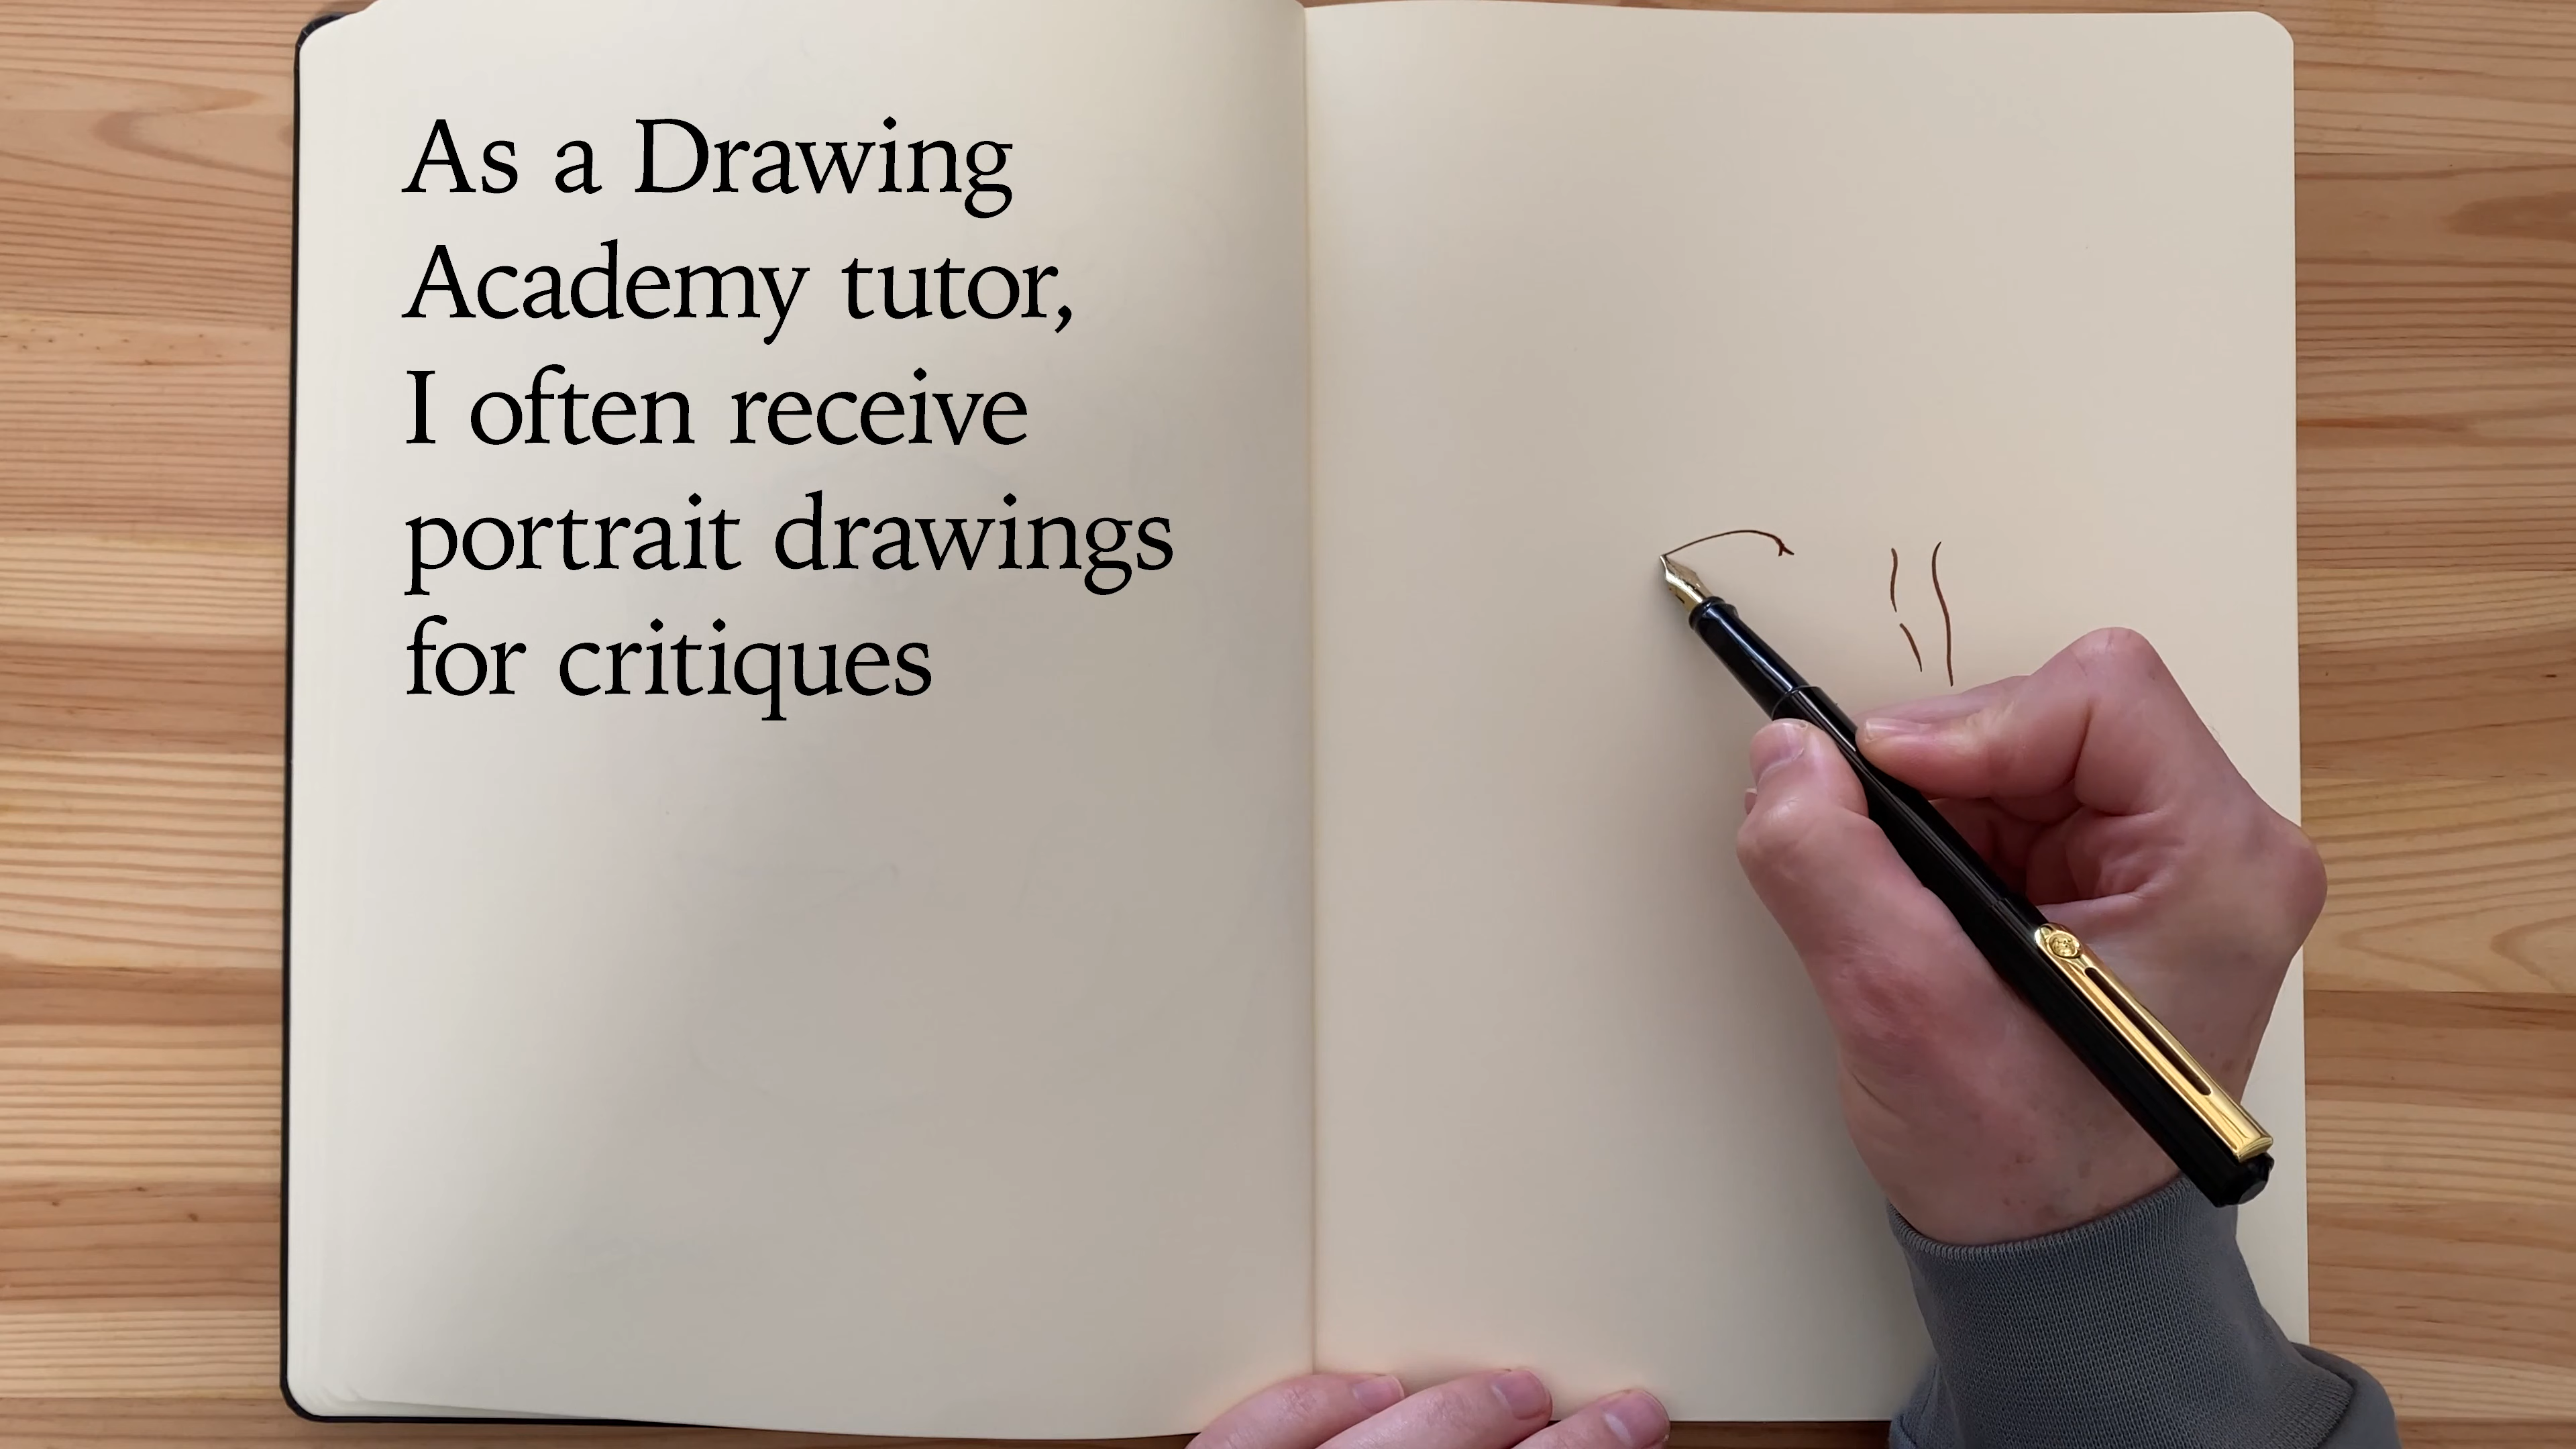 As a Drawing
Academy tutor,
I often receive
portrait drawings
for critiques